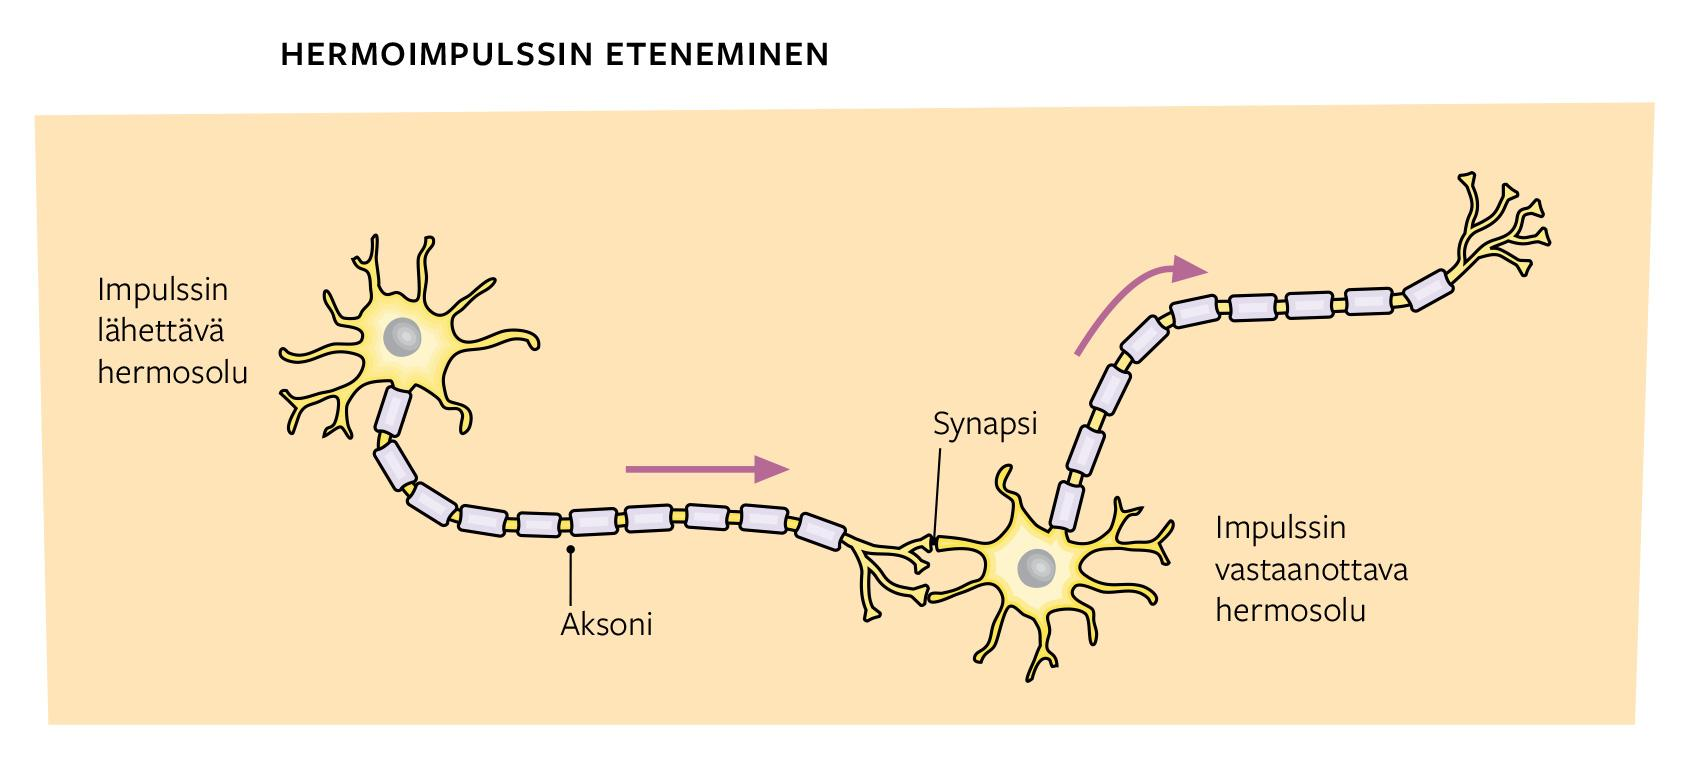 HERMOIMPULSSIN ETENEMINEN
Impulssin
lähettävä
hermosolu
Synapsi
Aksoni
Impulssin
vastaanottava
hermosolu